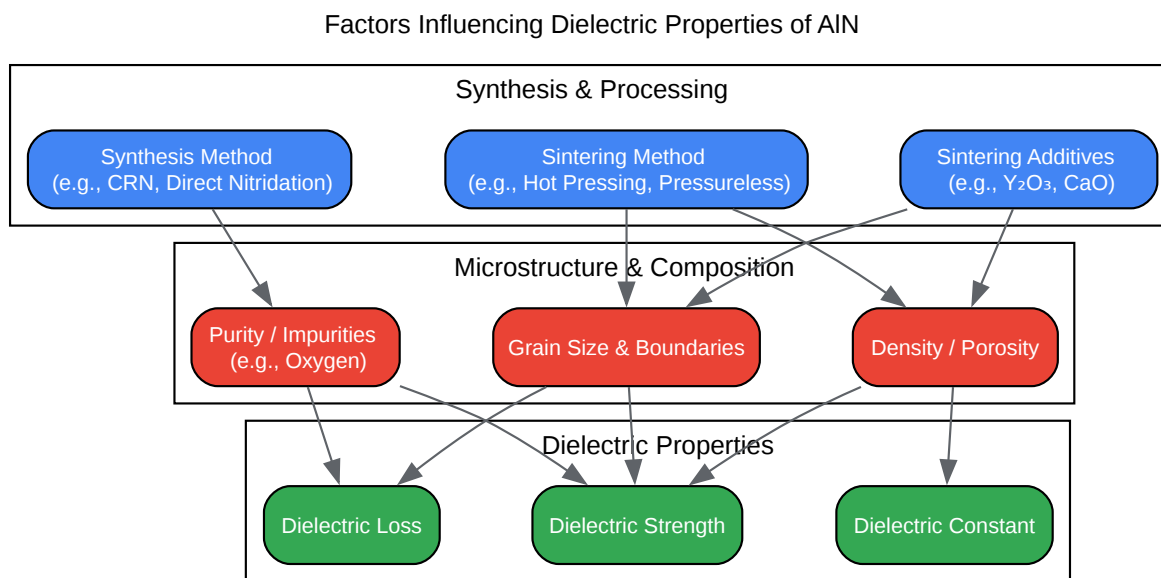 Factors Influencing Dielectric Properties of AlN
Synthesis & Processing
Synthesis Method
(e.g., CRN, Direct Nitridation)
Sintering Method
(e.g., Hot Pressing, Pressureless)
Sintering Additives
(e.g., Y₂O₃, CaO)
Microstructure & Composition
Purity / Impurities
(e.g., Oxygen)
Grain Size & Boundaries
Density / Porosity
Dielectric Properties
Dielectric Loss
Dielectric Strength
Dielectric Constant